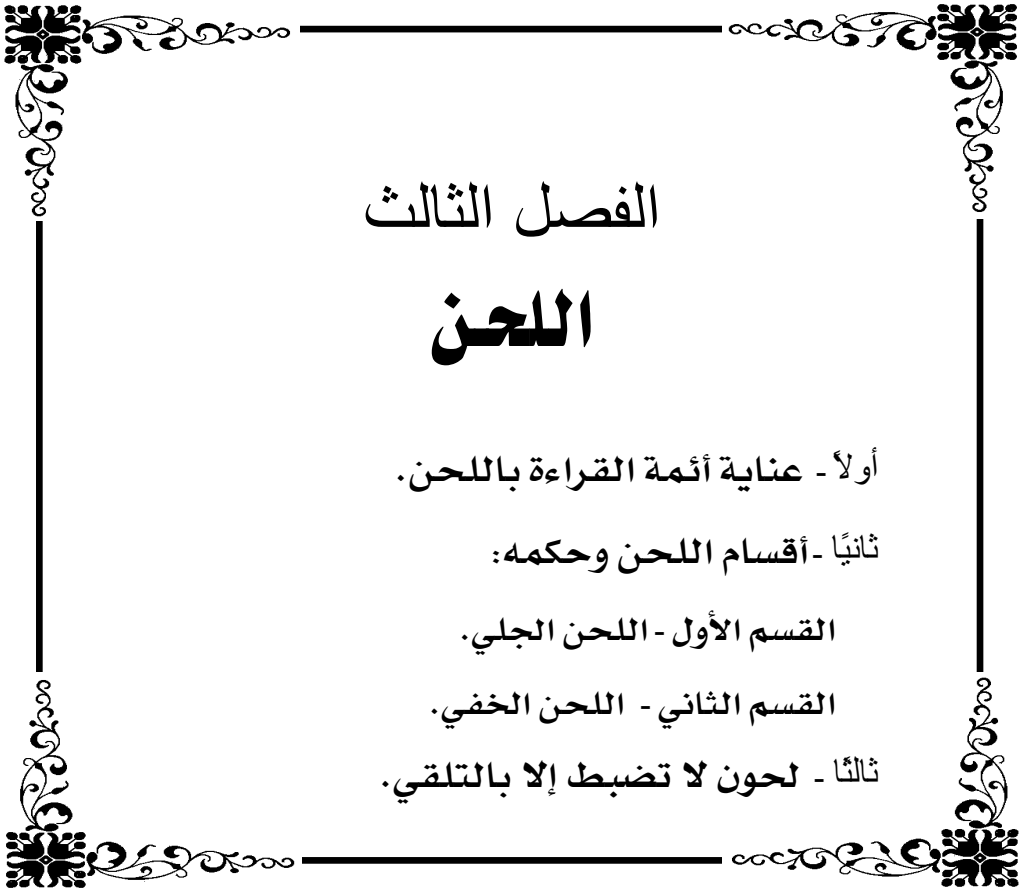 الفصل الثالث
اللحن
أولاً - عناية أئمة القراءة باللحن.
ثانيًا - أقسام اللحن وحكمه:
القسم الأول - اللحن الجلي.
القسم الثاني - اللحن الخفي.
ثالثًا - لحون لا تضبط إلا بالتلقي.